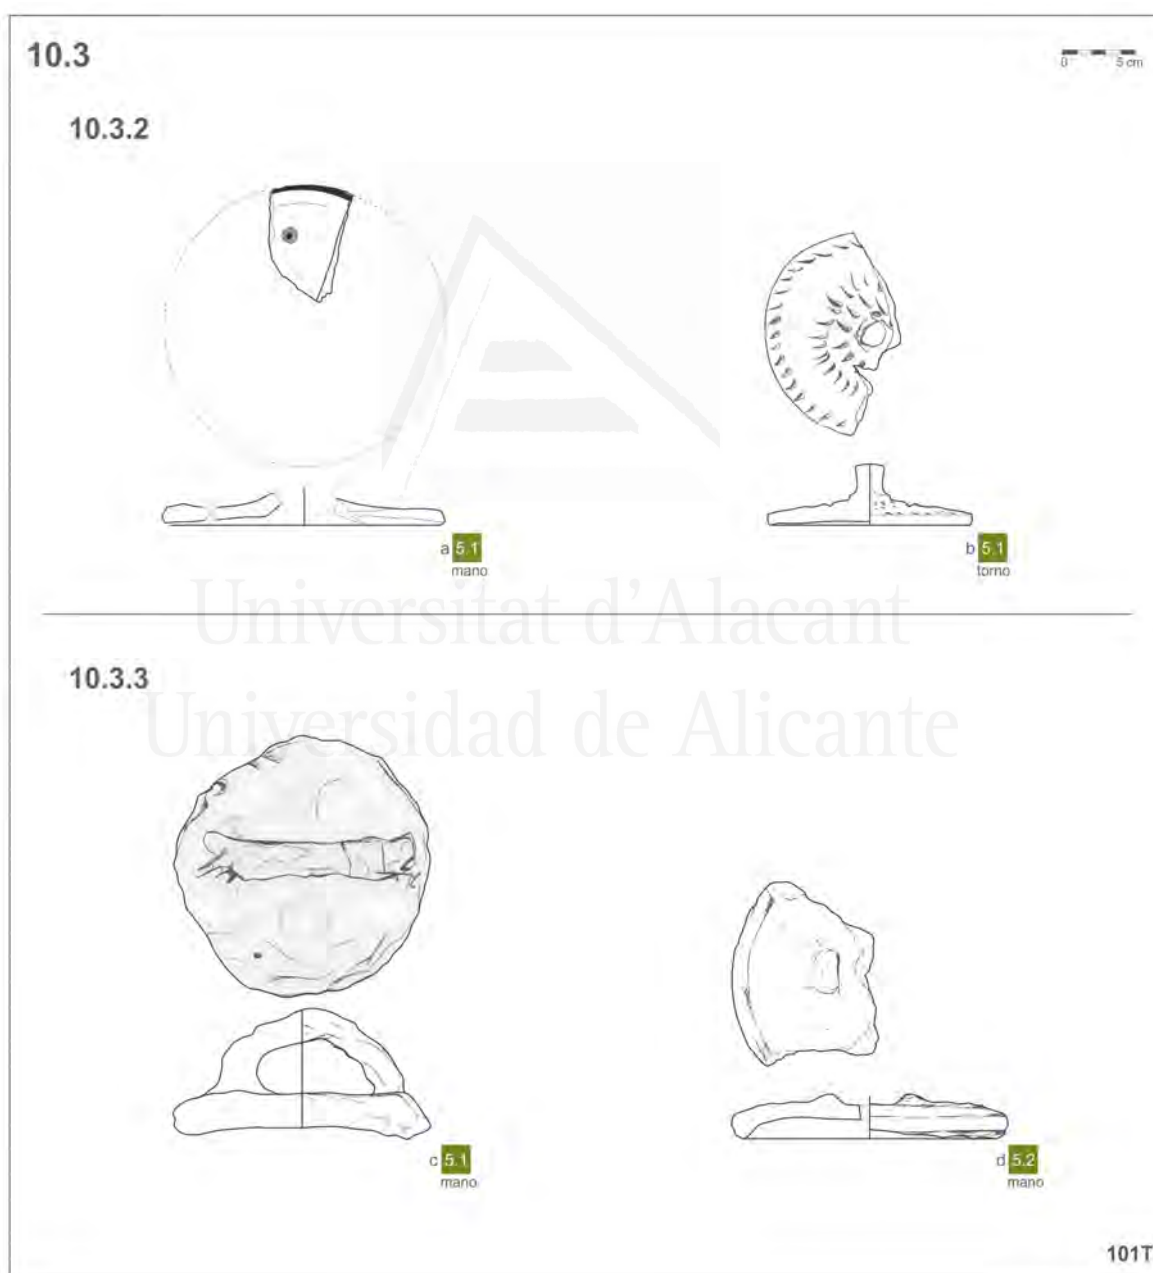 10.3
0 5 cm
10.3.2
a 5.1
mano
b 5.1
torno
Universitat d'Alacant
10.3.3
Universidad de Alicante
c 5.1
mano
d 5.2
mano
101T